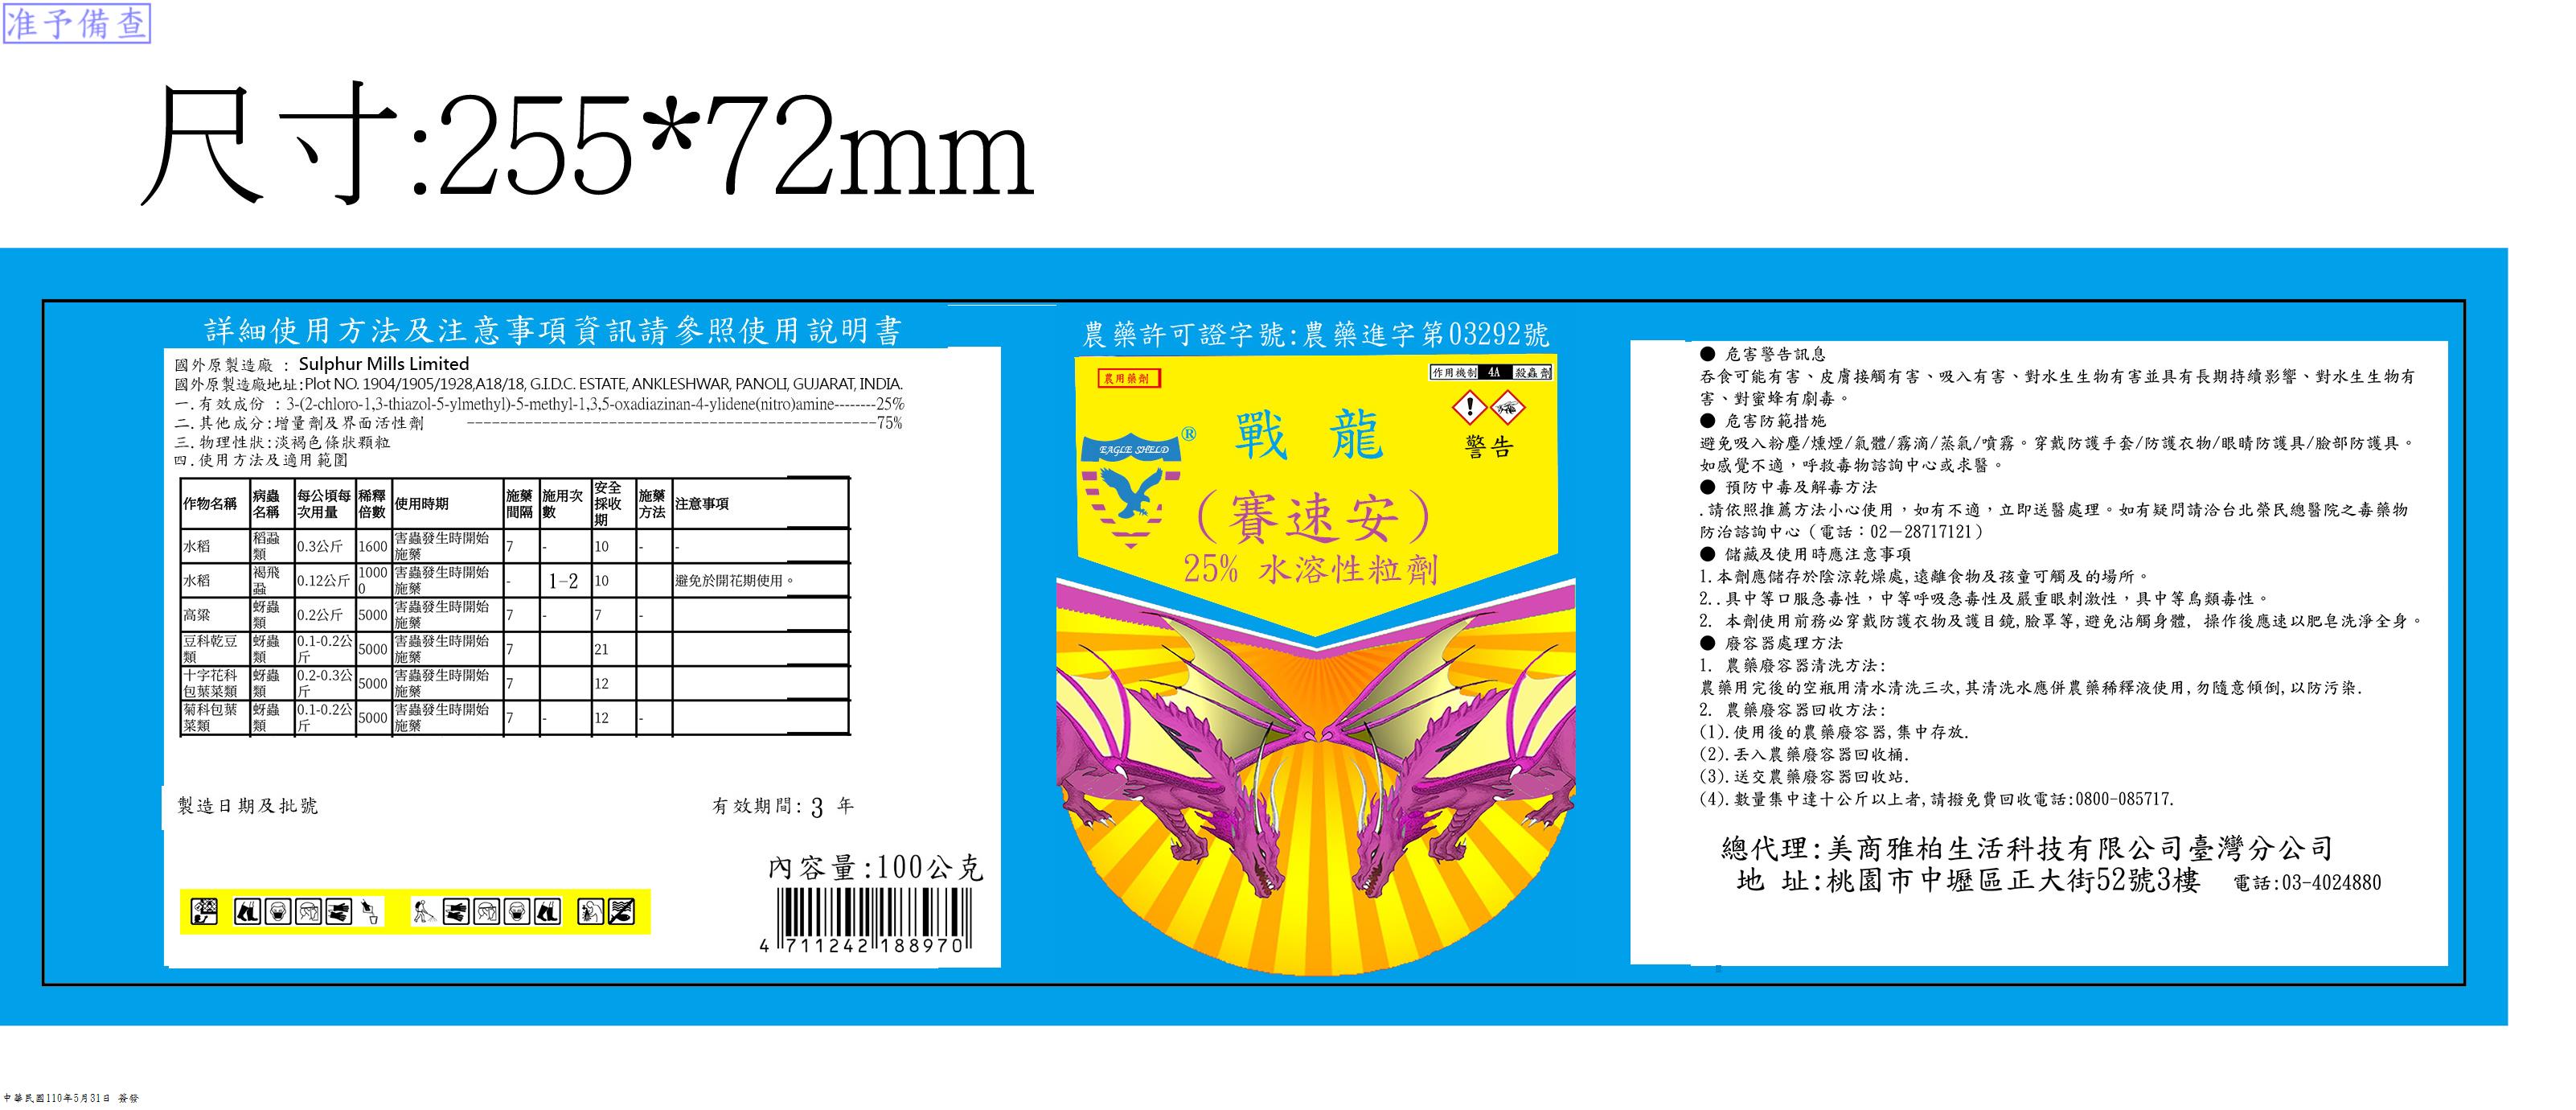 准予備查
尺寸:255*72mm
詳細使用方法及注意事項資訊請參照使用說明書
國外原製造廠 : Sulphur Mills Limited
國外原製造廠地址:Plot NO. 1904/1905/1928,A18/18, G.I.D.C. ESTATE, ANKLESHWAR, PANOLI, GUJARAT, INDIA.
一.有效成份 : 3-(2-chloro-1,3-thiazol-5-ylmethyl)-5-methyl-1,3,5-oxadiazinan-4-ylidene(nitro)amine--------25%
二.其他成分:增量劑及界面活性劑 -------------------------------------------------75%
三.物理性狀:淡褐色條狀顆粒
四.使用方法及適用範圍
作物名稱 病蟲名稱 每公頃每次用量 稀釋倍數 使用時期 施藥間隔 施用次數 安全採收期 施藥方法 注意事項
水稻 稻蝨類 0.3公斤 1600 害蟲發生時開始施藥 7 - 10 - -
水稻 褐飛蝨 0.12公斤 10000 害蟲發生時開始施藥 - 1-2 10 避免於開花期使用。
高粱 蚜蟲類 0.2公斤 5000 害蟲發生時開始施藥 7 - 7 -
豆科乾豆類 蚜蟲類 0.1-0.2公斤 5000 害蟲發生時開始施藥 7 21
十字花科包葉菜類 蚜蟲類 0.2-0.3公斤 5000 害蟲發生時開始施藥 7 12
菊科包葉菜類 蚜蟲類 0.1-0.2公斤 5000 害蟲發生時開始施藥 7 - 12 -
製造日期及批號
有效期間: 3 年
內容量:100公克
4 711242 188970
農藥許可證字號:農藥進字第03292號
農用藥劑
作用機制 4A 殺蟲劑
警告
EAGLE SHELD ®
戰 龍
(賽速安)
25% 水溶性粒劑
● 危害警告訊息
吞食可能有害、皮膚接觸有害、吸入有害、對水生生物有害並具有長期持續影響、對水生生物有
害、對蜜蜂有劇毒。
● 危害防範措施
避免吸入粉塵/燻煙/氣體/霧滴/蒸氣/噴霧。穿戴防護手套/防護衣物/眼睛防護具/臉部防護具。
如感覺不適，呼救毒物諮詢中心或求醫。
● 預防中毒及解毒方法
.請依照推薦方法小心使用，如有不適，立即送醫處理。如有疑問請洽台北榮民總醫院之毒藥物
防治諮詢中心（電話：02－28717121）
● 儲藏及使用時應注意事項
1.本劑應儲存於陰涼乾燥處,遠離食物及孩童可觸及的場所。
2..具中等口服急毒性，中等呼吸急毒性及嚴重眼刺激性，具中等鳥類毒性。
2. 本劑使用前務必穿戴防護衣物及護目鏡,臉罩等,避免沾觸身體, 操作後應速以肥皂洗淨全身。
● 廢容器處理方法
1. 農藥廢容器清洗方法:
農藥用完後的空瓶用清水清洗三次,其清洗水應併農藥稀釋液使用,勿隨意傾倒,以防污染.
2. 農藥廢容器回收方法:
(1).使用後的農藥廢容器,集中存放.
(2).丟入農藥廢容器回收桶.
(3).送交農藥廢容器回收站.
(4).數量集中達十公斤以上者,請撥免費回收電話:0800-085717.
總代理:美商雅柏生活科技有限公司臺灣分公司
地 址:桃園市中壢區正大街52號3樓 電話:03-4024880
中華民國110年5月31日 簽發